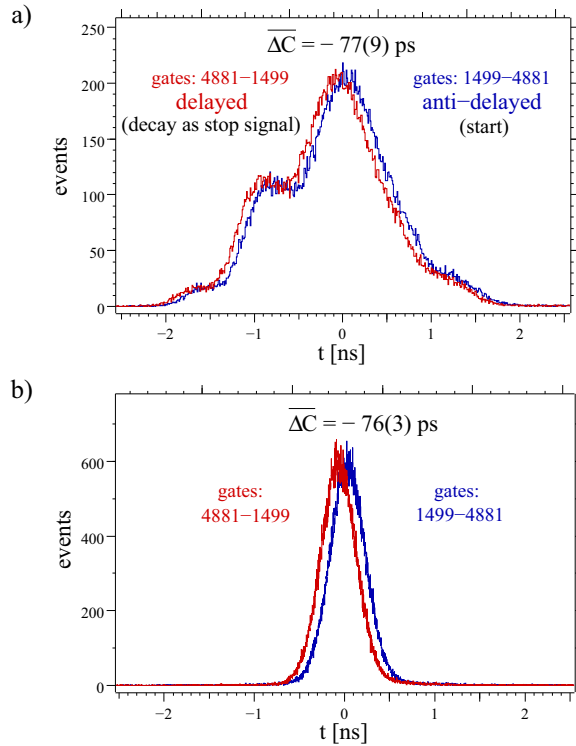 a)
ΔC = − 77(9) ps
gates: 4881−1499
delayed
(decay as stop signal)
gates: 1499−4881
anti−delayed
(start)
events
250
200
150
100
50
0
−2
−1
0
1
2
t [ns]
b)
ΔC = − 76(3) ps
gates:
4881−1499
gates:
1499−4881
events
600
400
200
0
−2
−1
0
1
2
t [ns]